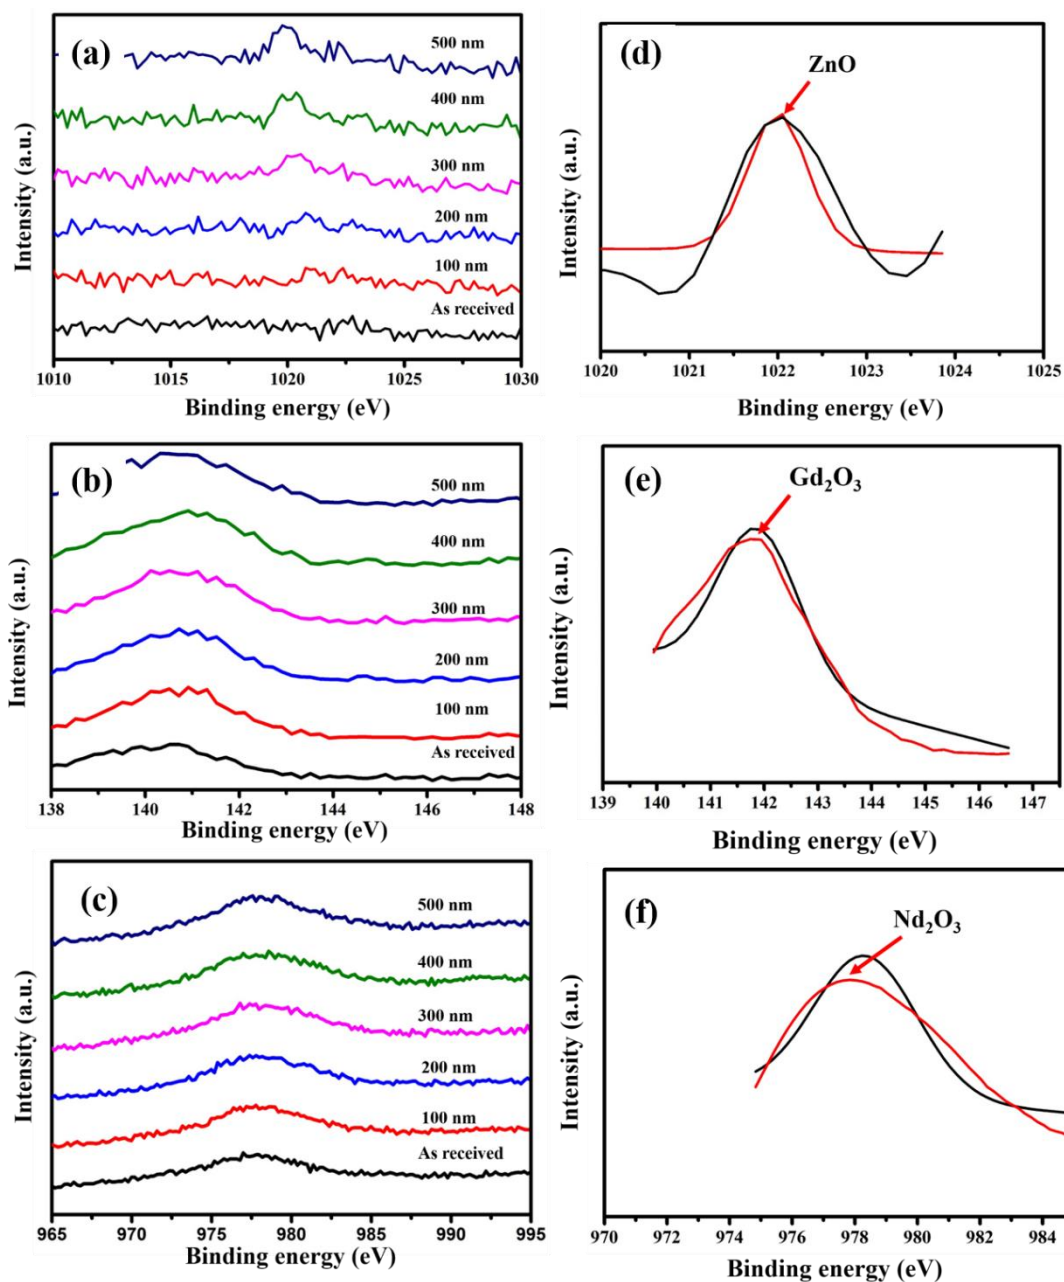 (a)
500 nm
400 nm
300 nm
200 nm
100 nm
As received
Intensity (a.u.)
1010 1015 1020 1025 1030
Binding energy (eV)
(d)
ZnO
Intensity (a.u.)
1020 1021 1022 1023 1024 1025
Binding energy (eV)
(b)
500 nm
400 nm
300 nm
200 nm
100 nm
As received
Intensity (a.u.)
138 140 142 144 146 148
Binding energy (eV)
(e)
Gd₂O₃
Intensity (a.u.)
139 140 141 142 143 144 145 146 147
Binding energy (eV)
(c)
500 nm
400 nm
300 nm
200 nm
100 nm
As received
Intensity (a.u.)
965 970 975 980 985 990 995
Binding energy (eV)
(f)
Nd₂O₃
Intensity (a.u.)
970 972 974 976 978 980 982 984
Binding energy (eV)